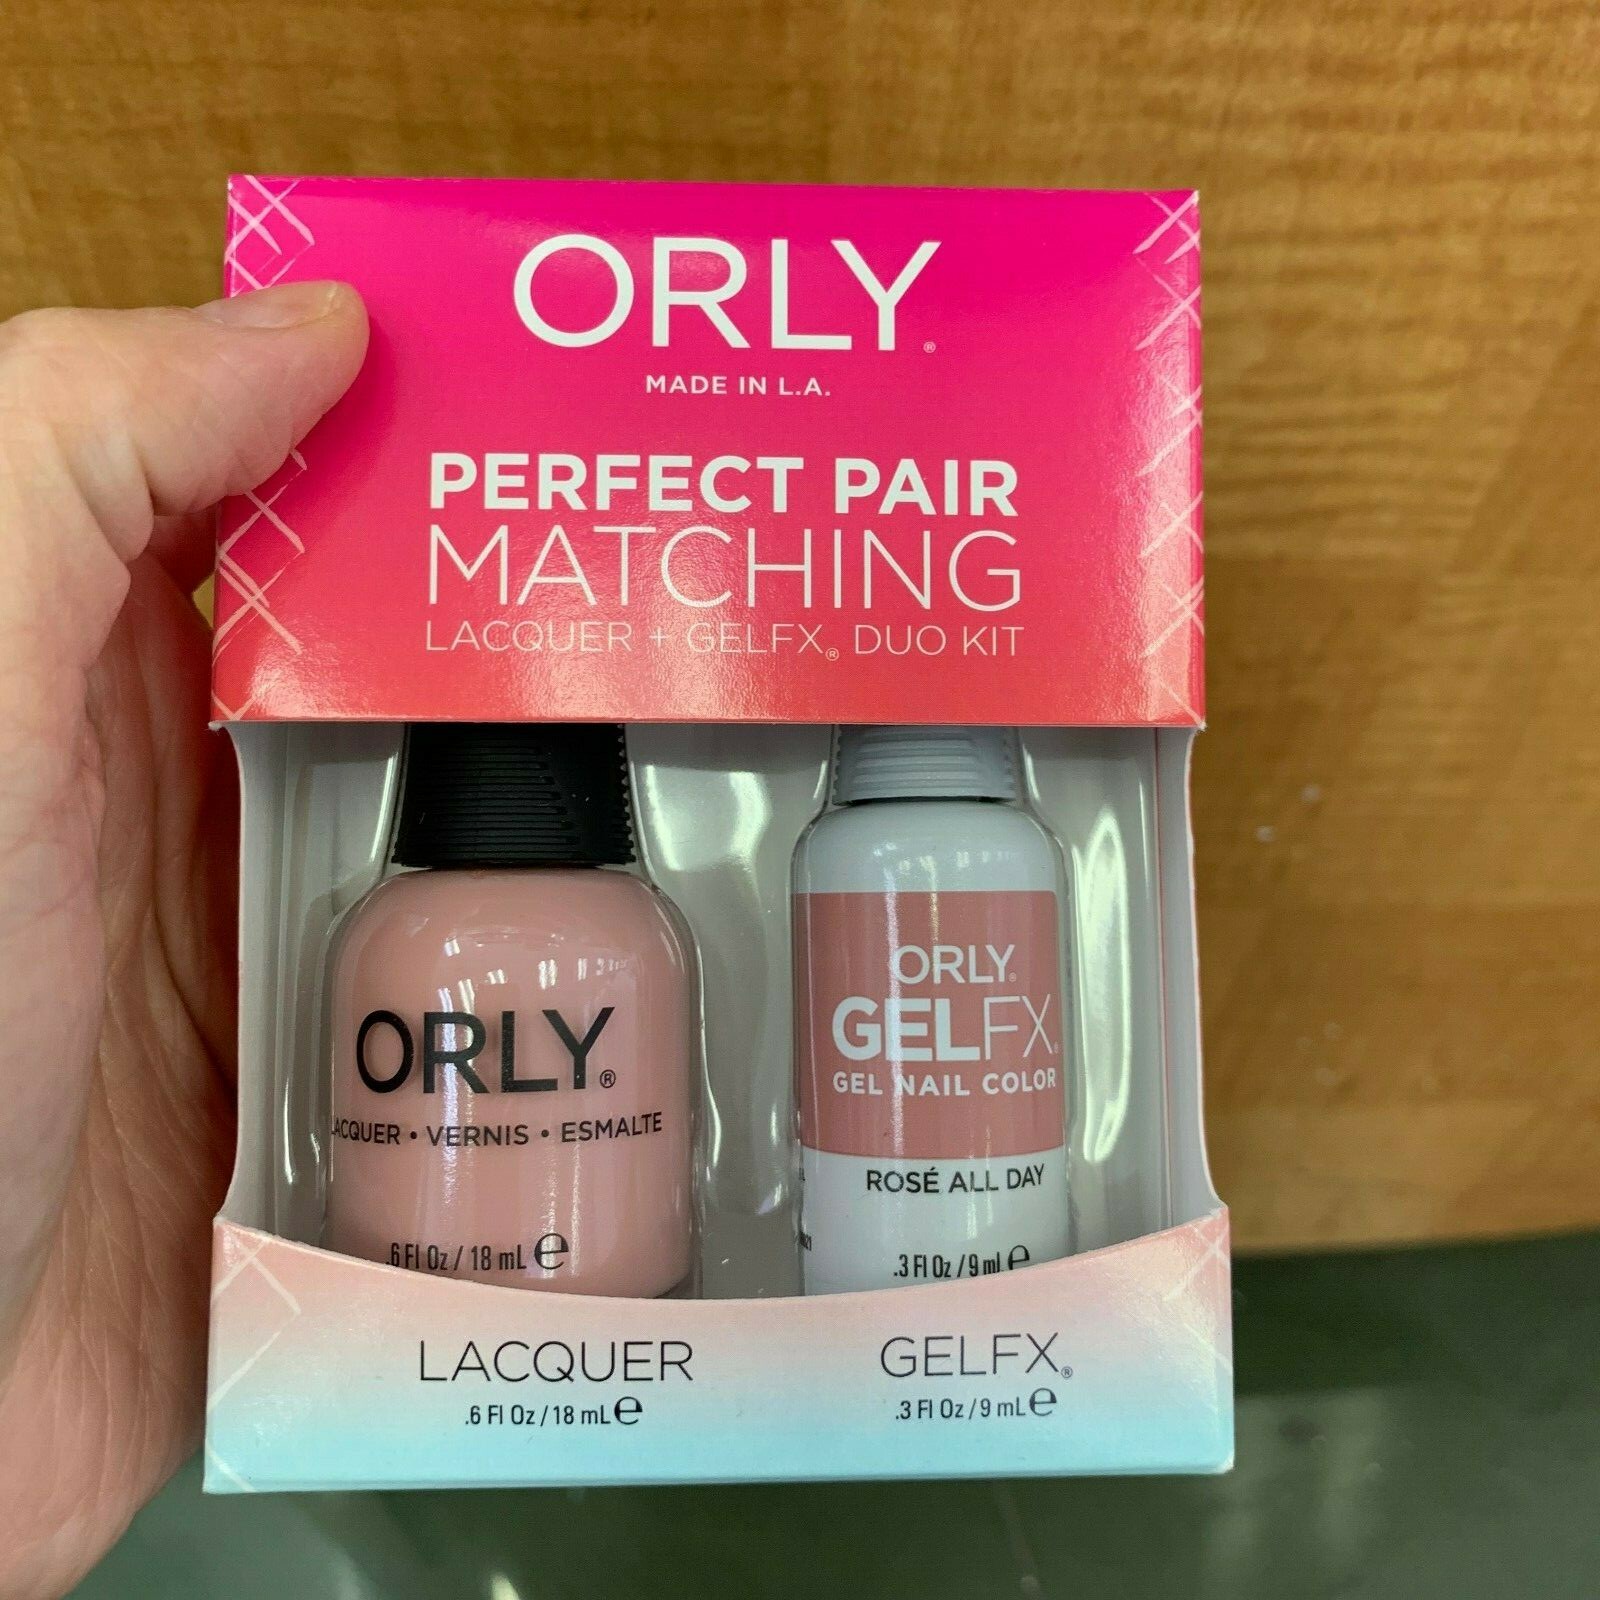 ORLY®
MADE IN L.A.
PERFECT PAIR
MATCHING
LACQUER + GELFX® DUO KIT
ORLY®
LACQUER • VERNIS • ESMALTE
.6 Fl Oz / 18 mL ℮
ORLY®
GELFX®
GEL NAIL COLOR
ROSÉ ALL DAY
.3 Fl Oz / 9 mL ℮
LACQUER
.6 Fl Oz / 18 mL ℮
GELFX®
.3 Fl Oz / 9 mL ℮